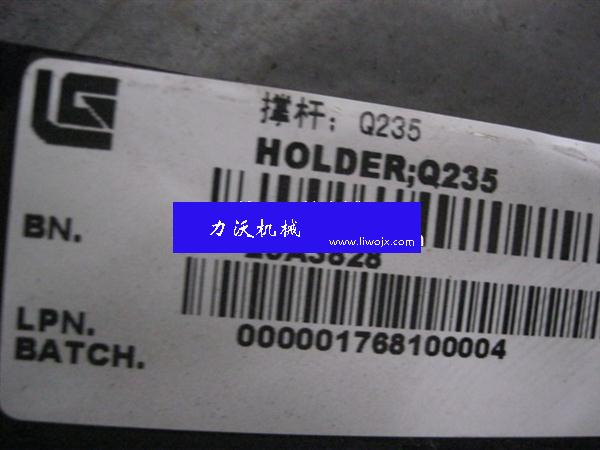 撑杆：Q235
HOLDER;Q235
BN.
力沃机械
www.liwojx.com
LPN.
000001768100004
BATCH.